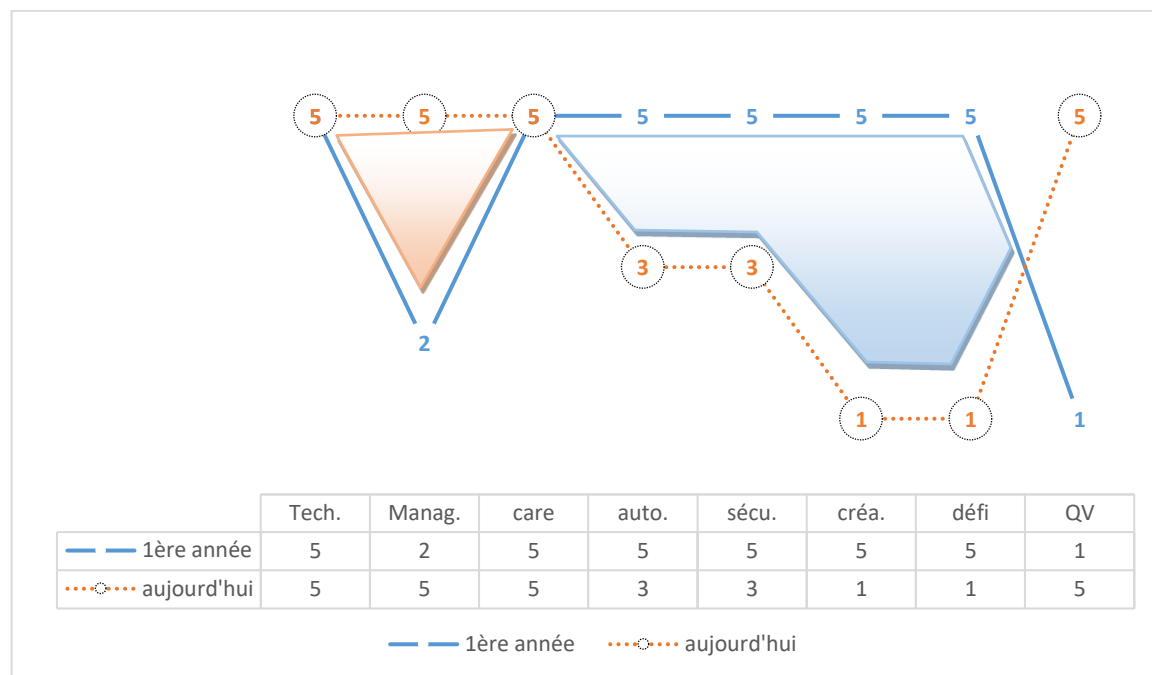 5 5 5 5 5 5 5 5
3 3
2
1 1 1
Tech. Manag. care auto. sécu. créa. défi QV
1ère année 5 2 5 5 5 5 5 1
aujourd'hui 5 5 5 3 3 1 1 5
1ère année aujourd'hui